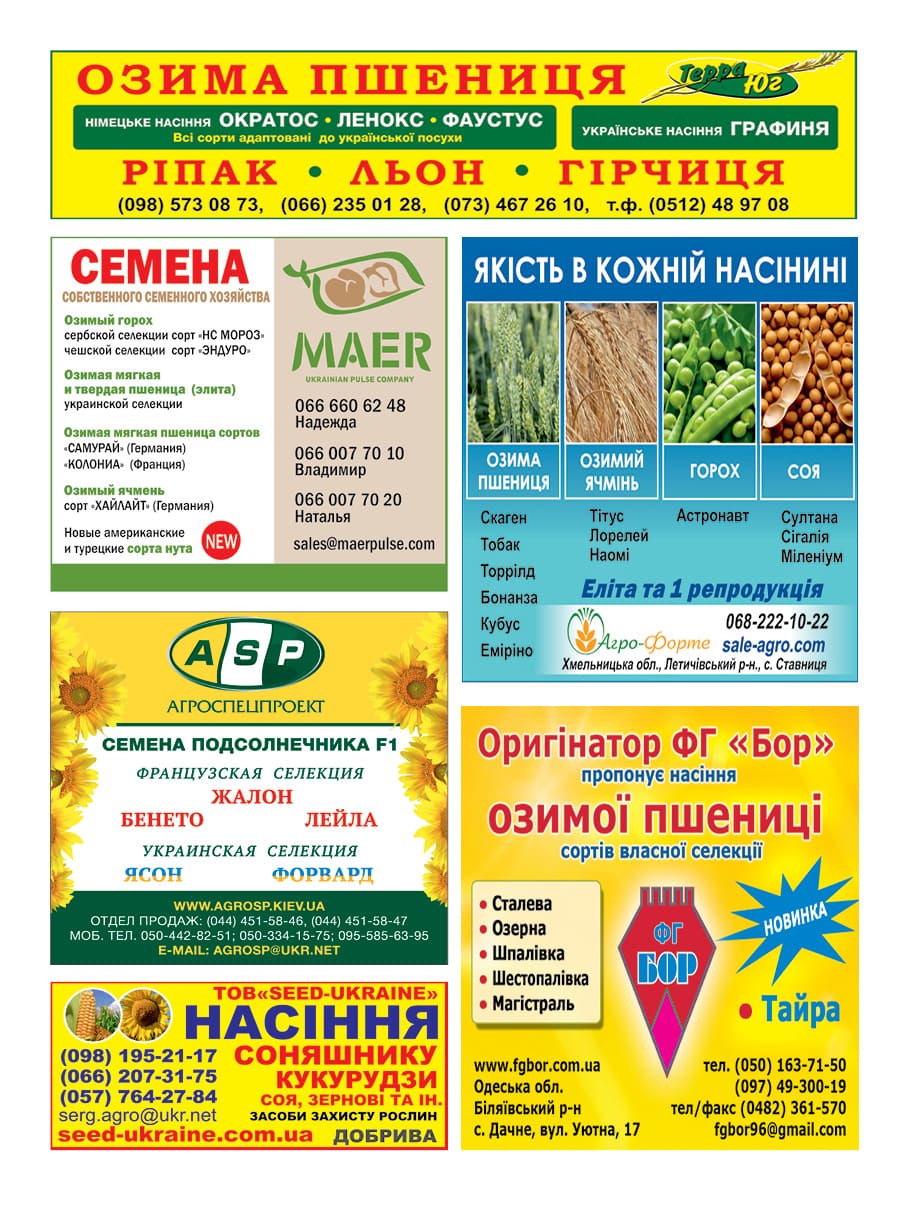 ОЗИМА ПШЕНИЦЯ
Терра Юг
НІМЕЦЬКЕ НАСІННЯ ОКРАТОС • ЛЕНОКС • ФАУСТУС
Всі сорти адаптовані до української посухи
УКРАЇНСЬКЕ НАСІННЯ ГРАФИНЯ
РІПАК • ЛЬОН • ГІРЧИЦЯ
(098) 573 08 73, (066) 235 01 28, (073) 467 26 10, т.ф. (0512) 48 97 08
СЕМЕНА
СОБСТВЕННОГО СЕМЕННОГО ХОЗЯЙСТВА
Озимый горох
сербской селекции сорт «НС МОРОЗ»
чешской селекции сорт «ЭНДУРО»
Озимая мягкая
и твердая пшеница (элита)
украинской селекции
Озимая мягкая пшеница сортов
«САМУРАЙ» (Германия)
«КОЛОНИА» (Франция)
Озимый ячмень
сорт «ХАЙЛАЙТ» (Германия)
Новые американские
и турецкие сорта нута
NEW
MAER
UKRAINIAN PULSE COMPANY
066 660 62 48
Надежда
066 007 70 10
Владимир
066 007 70 20
Наталья
sales@maerpulse.com
ЯКІСТЬ В КОЖНІЙ НАСІНИНІ
ОЗИМА
ПШЕНИЦЯ
ОЗИМИЙ
ЯЧМІНЬ
ГОРОХ
СОЯ
Скаген
Тобак
Торрілд
Бонанза
Кубус
Еміріно
Тітус
Лорелей
Наомі
Астронавт
Султана
Сігалія
Міленіум
Еліта та 1 репродукція
Агро-Форте
068-222-10-22
sale-agro.com
Хмельницька обл., Летичівський р-н., с. Ставниця
ASP
АГРОСПЕЦПРОЕКТ
СЕМЕНА ПОДСОЛНЕЧНИКА F1
ФРАНЦУЗСКАЯ СЕЛЕКЦИЯ
ЖАЛОН
БЕНЕТО ЛЕЙЛА
УКРАИНСКАЯ СЕЛЕКЦИЯ
ЯСОН ФОРВАРД
WWW.AGROSP.KIEV.UA
ОТДЕЛ ПРОДАЖ: (044) 451-58-46, (044) 451-58-47
МОБ. ТЕЛ. 050-442-82-51; 050-334-15-75; 095-585-63-95
E-MAIL: AGROSP@UKR.NET
Оригінатор ФГ «Бор»
пропонує насіння
озимої пшениці
сортів власної селекції
• Сталева
• Озерна
• Шпалівка
• Шестопалівка
• Магістраль
ФГ
БОР
НОВИНКА
• Тайра
www.fgbor.com.ua
Одеська обл.
Біляївський р-н
с. Дачне, вул. Уютна, 17
тел. (050) 163-71-50
(097) 49-300-19
тел/факс (0482) 361-570
fgbor96@gmail.com
ТОВ«SEED-UKRAINE»
НАСІННЯ
СОНЯШНИКУ
КУКУРУДЗИ
СОЯ, ЗЕРНОВІ ТА ІН.
ЗАСОБИ ЗАХИСТУ РОСЛИН
ДОБРИВА
(098) 195-21-17
(066) 207-31-75
(057) 764-27-84
serg.agro@ukr.net
seed-ukraine.com.ua